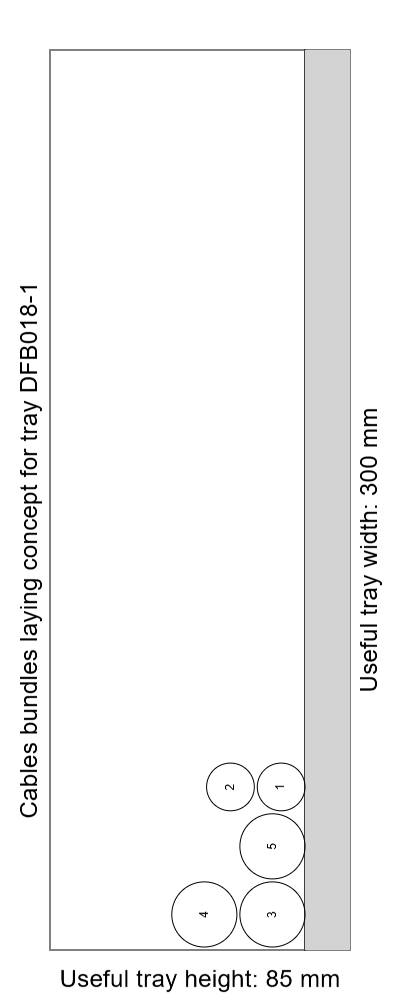 Cables bundles laying concept for tray DFB018-1
2
1
5
4
3
Useful tray width: 300 mm
Useful tray height: 85 mm